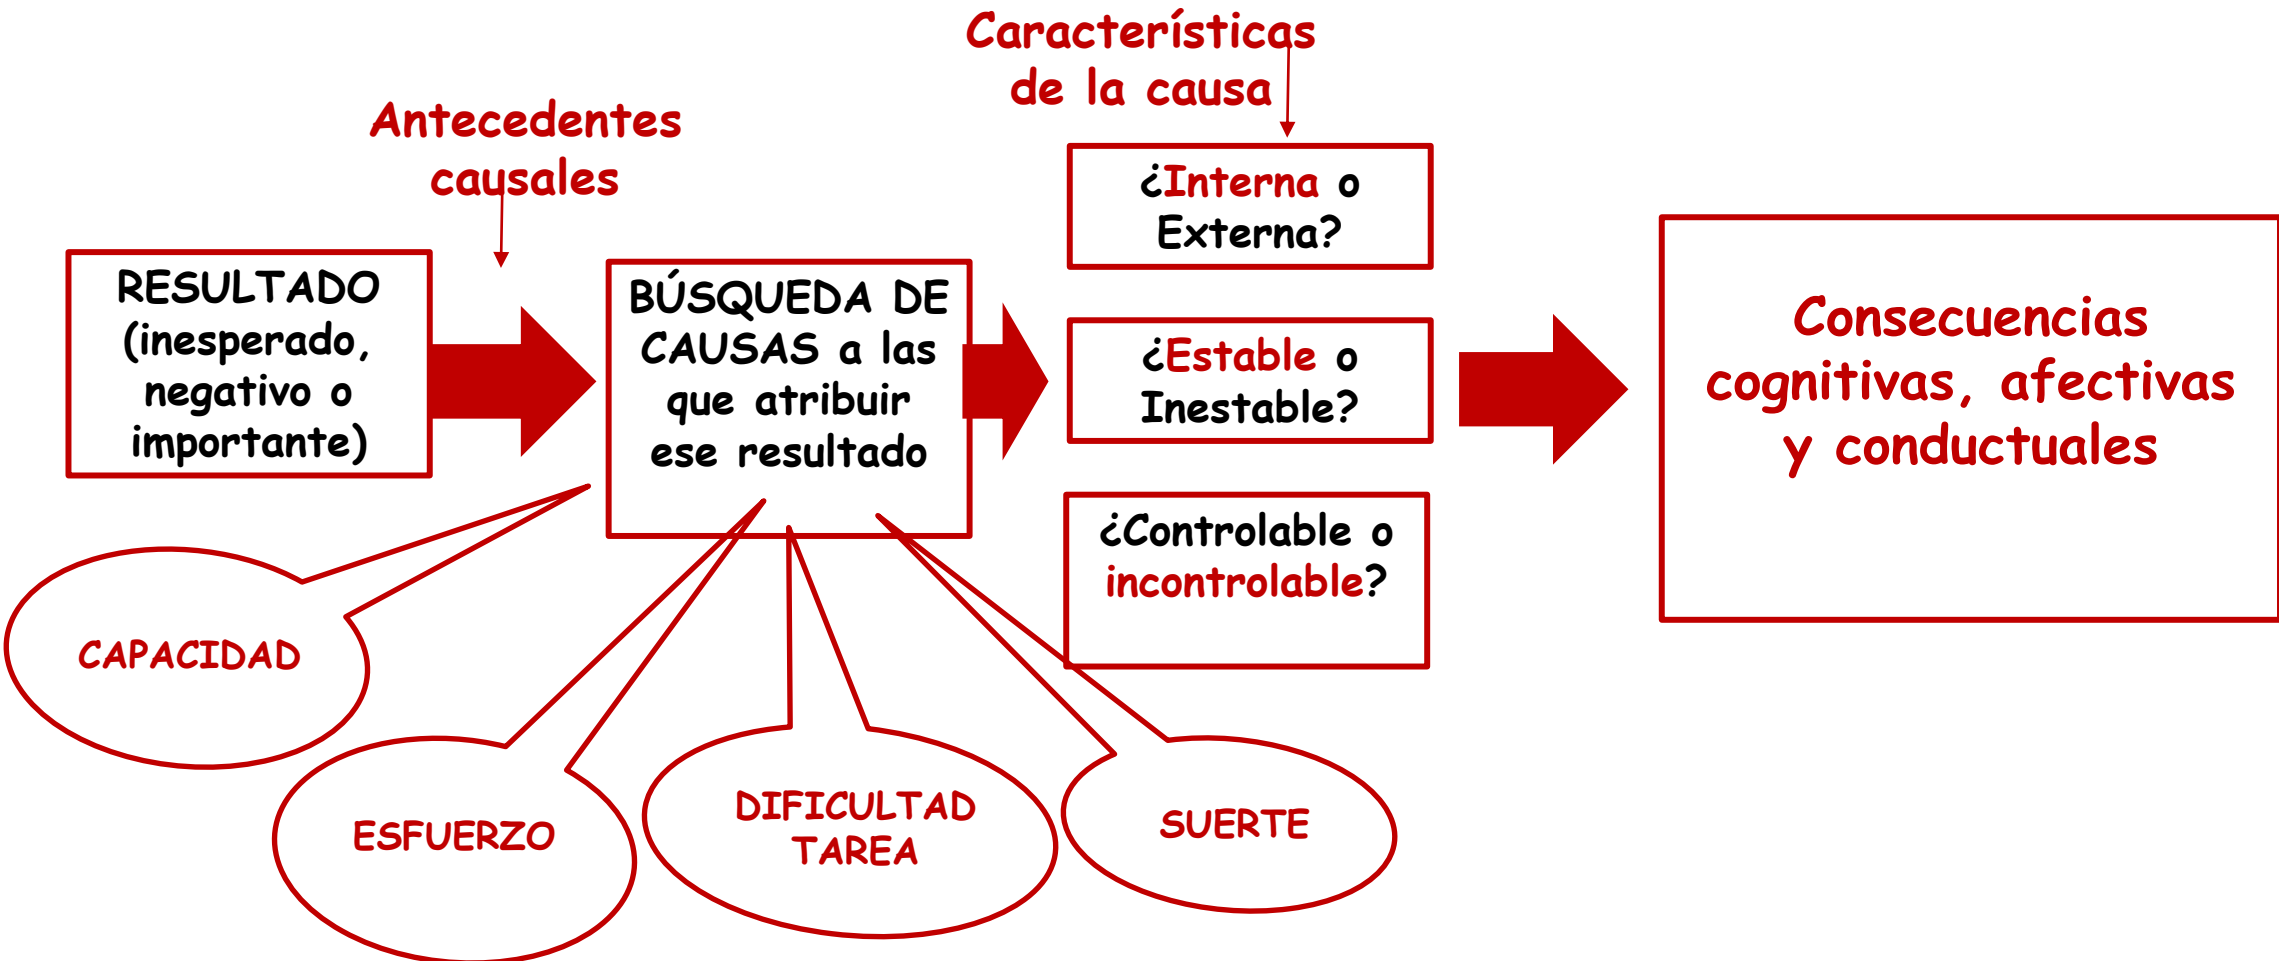 Características
de la causa
Antecedentes
causales
RESULTADO
(inesperado,
negativo o
importante)
BÚSQUEDA DE
CAUSAS a las
que atribuir
ese resultado
¿Interna o
Externa?
¿Estable o
Inestable?
¿Controlable o
incontrolable?
Consecuencias
cognitivas, afectivas
y conductuales
CAPACIDAD
ESFUERZO
DIFICULTAD
TAREA
SUERTE